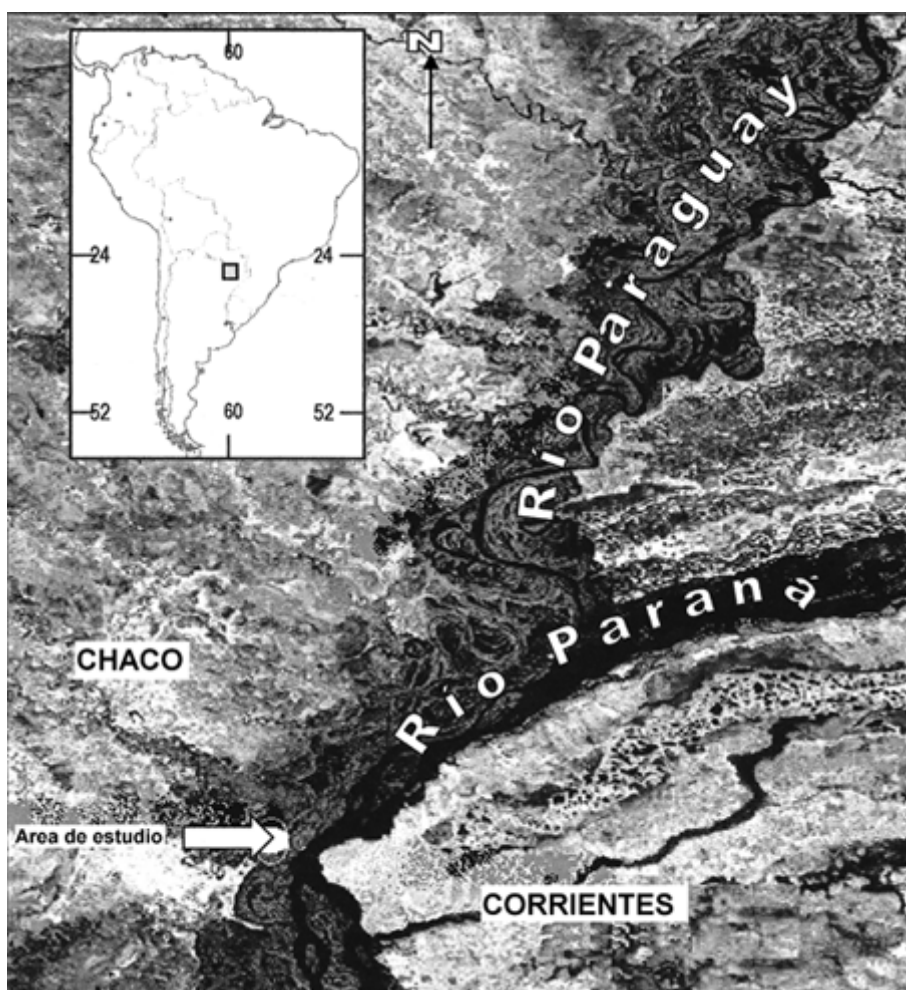 60
N
24 24
52 60 52
Río Paraguay
Río Paraná
CHACO
Area de estudio
CORRIENTES